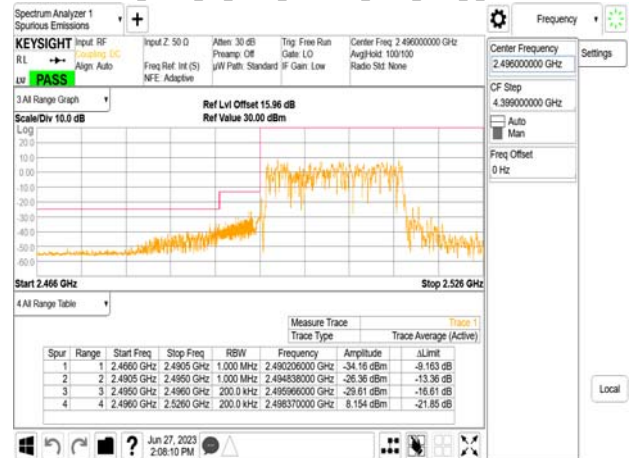 Spectrum Analyzer 1
Spurious Emissions
+
Frequency
KEYSIGHT Input: RF Input Z: 50 Ω Atten: 30 dB Trig: Free Run Center Freq: 2.496000000 GHz
RL Coupling: DC Preamp: Off Gate: LO Avg|Hold: 100/100
Align: Auto Freq Ref: Int (S) µW Path: Standard IF Gain: Low Radio Std: None
NFE: Adaptive
PASS
Center Frequency
2.496000000 GHz
Settings
CF Step
4.399000000 GHz
Auto
Man
Freq Offset
0 Hz
3 All Range Graph
Ref Lvl Offset 15.96 dB
Scale/Div 10.0 dB Ref Value 30.00 dBm
Log
20.0
10.0
0.00
-10.0
-20.0
-30.0
-40.0
-50.0
-60.0
Start 2.466 GHz Stop 2.526 GHz
4 All Range Table
Measure Trace Trace 1
Trace Type Trace Average (Active)
Spur Range Start Freq Stop Freq RBW Frequency Amplitude ΔLimit
1 1 2.4660 GHz 2.4905 GHz 1.000 MHz 2.490206000 GHz -34.16 dBm -9.163 dB
2 2 2.4905 GHz 2.4950 GHz 1.000 MHz 2.494838000 GHz -26.36 dBm -13.36 dB
3 3 2.4950 GHz 2.4960 GHz 200.0 kHz 2.495966000 GHz -29.61 dBm -16.61 dB
4 4 2.4960 GHz 2.5260 GHz 200.0 kHz 2.498370000 GHz 8.154 dBm -21.85 dB
Local
?
Jun 27, 2023
2:08:10 PM